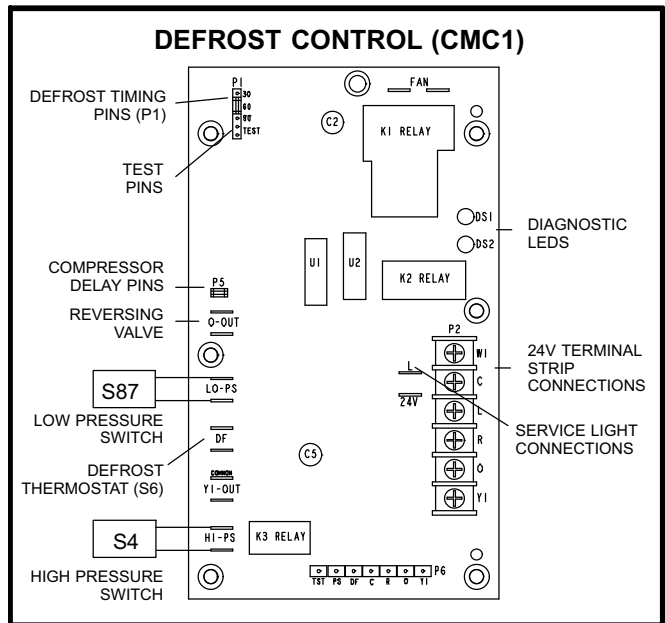 DEFROST CONTROL (CMC1)
P1
FAN
DEFROST TIMING
PINS (P1)
30
60
90
TEST
TEST
PINS
C2
K1 RELAY
DS1
DS2
DIAGNOSTIC
LEDS
U1
U2
K2 RELAY
COMPRESSOR
DELAY PINS
P5
REVERSING
VALVE
O-OUT
P2
W1
C
L
R
O
Y1
24V TERMINAL
STRIP
CONNECTIONS
L
24V
SERVICE LIGHT
CONNECTIONS
S87
LO-PS
LOW PRESSURE
SWITCH
DF
DEFROST
THERMOSTAT (S6)
C5
COMMON
Y1-OUT
S4
HI-PS
HIGH PRESSURE
SWITCH
K3 RELAY
TST PS DF C R O Y1
P6